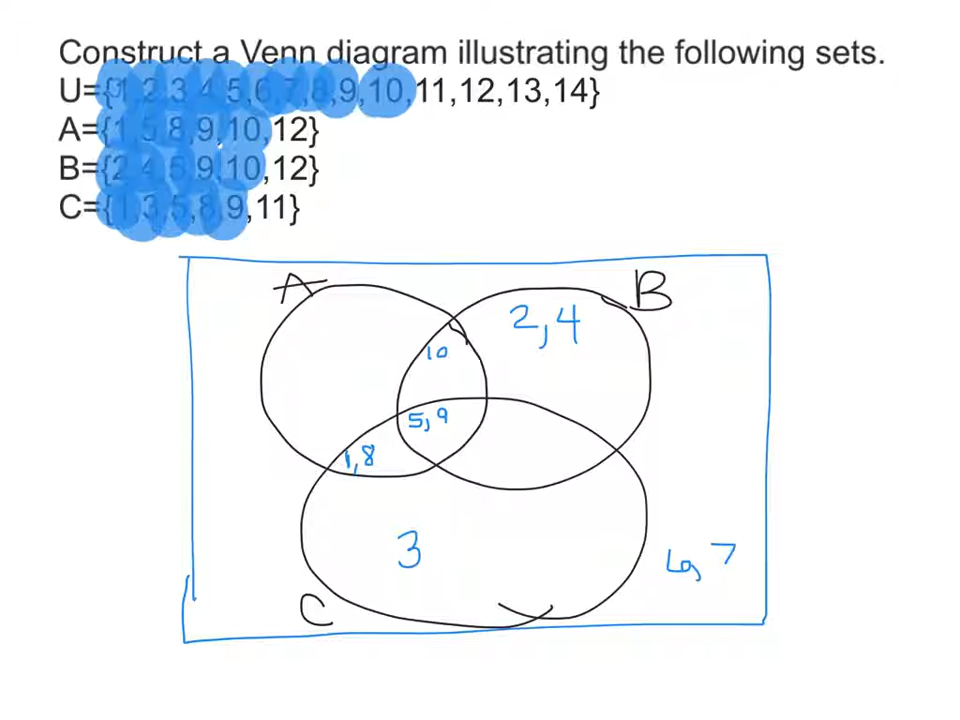 Construct a Venn diagram illustrating the following sets.
U={1,2,3,4,5,6,7,8,9,10,11,12,13,14}
A={1,5,8,9,10,12}
B={2,4,5,9,10,12}
C={1,3,5,8,9,11}
A
B
2,4
10
5,9
1,8
3
6,7
C